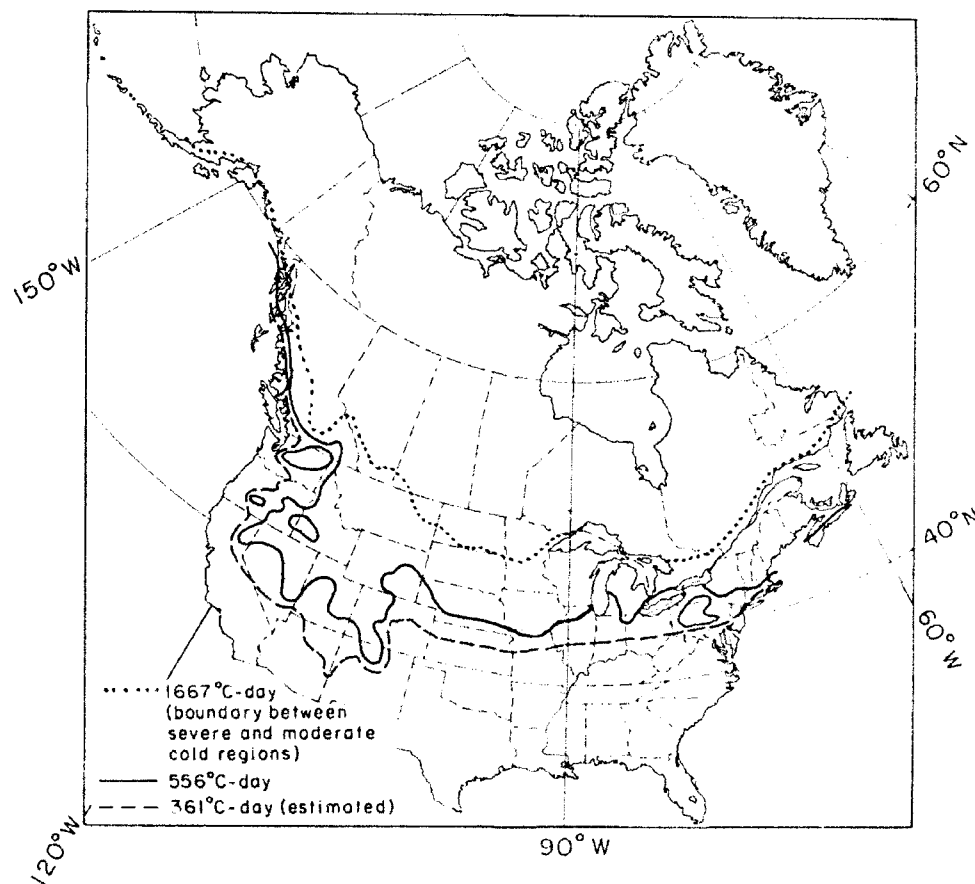 60°N
150°W
40°N
60°W
1667°C-day
(boundary between
severe and moderate
cold regions)
556°C-day
361°C-day (estimated)
120°W
90°W